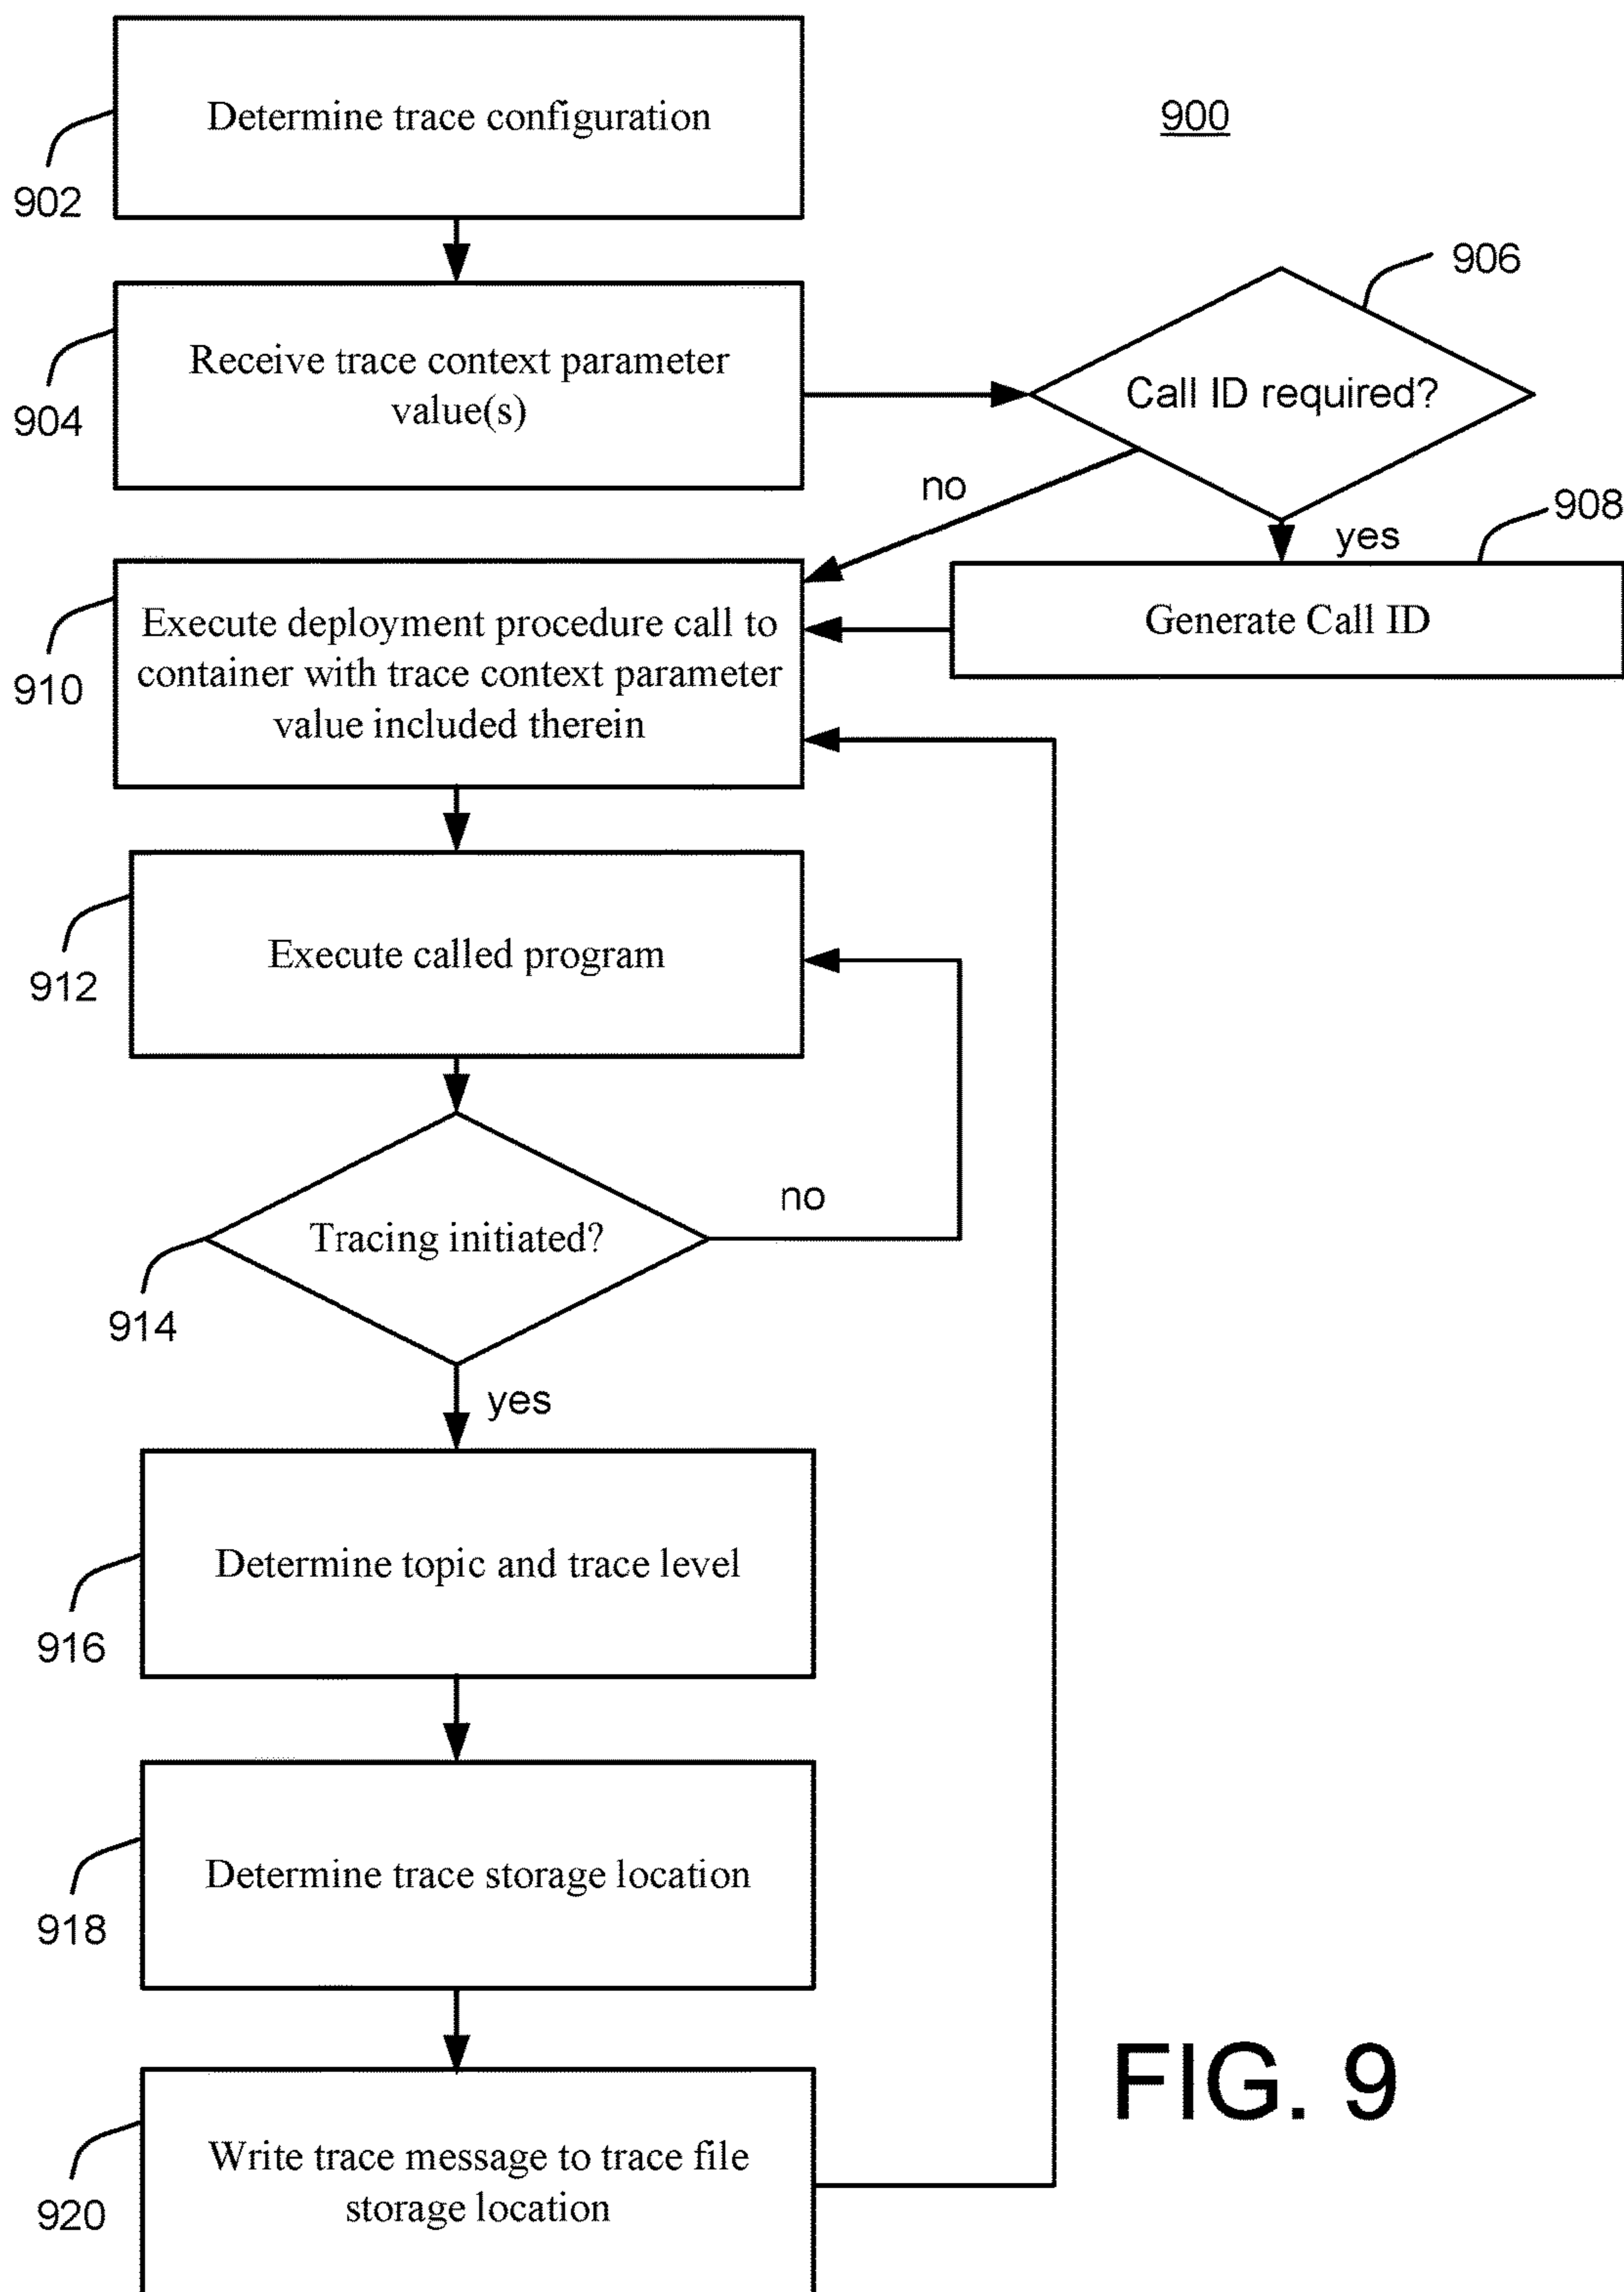 Determine trace configuration
900
902
906
Receive trace context parameter
value(s)
Call ID required?
904
no
908
yes
Execute deployment procedure call to
container with trace context parameter
value included therein
Generate Call ID
910
Execute called program
912
no
Tracing initiated?
914
yes
Determine topic and trace level
916
Determine trace storage location
918
FIG. 9
Write trace message to trace file
storage location
920